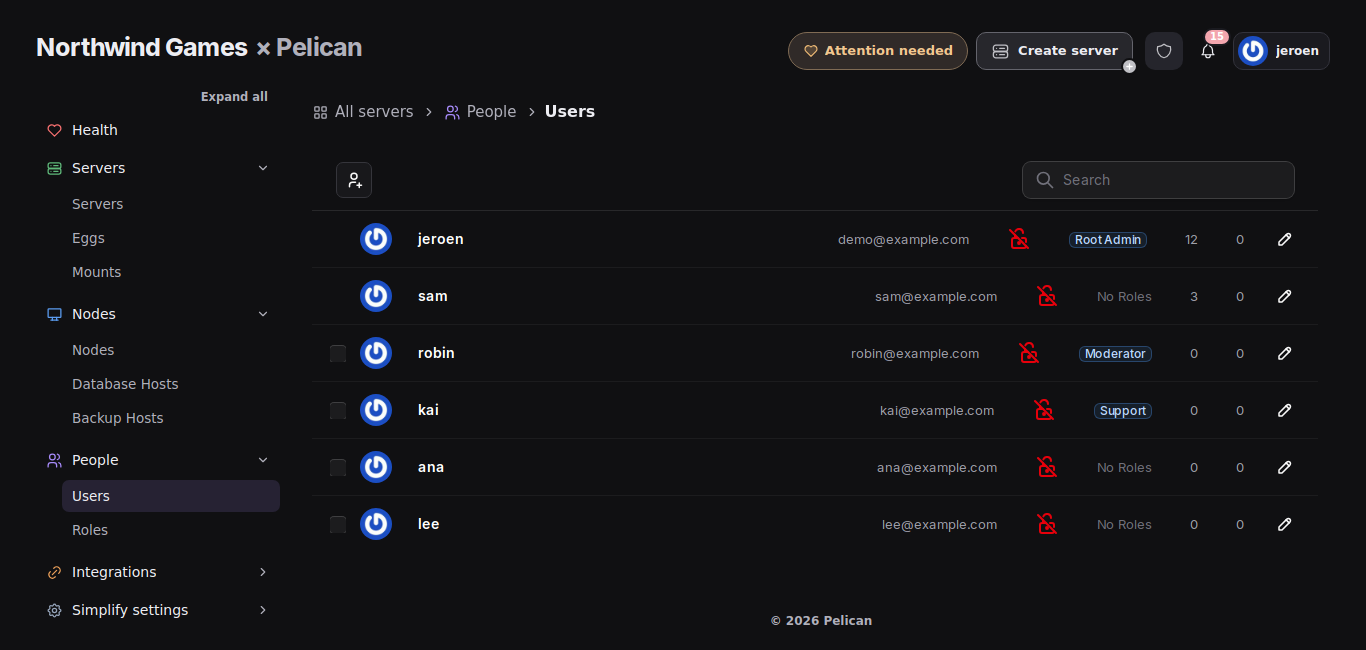 Northwind Games × Pelican
Attention needed
Create server
15
jeroen
Expand all
Health
Servers
Servers
Eggs
Mounts
Nodes
Nodes
Database Hosts
Backup Hosts
People
Users
Roles
Integrations
Simplify settings
All servers > People > Users
Search
jeroen demo@example.com Root Admin 12 0
sam sam@example.com No Roles 3 0
robin robin@example.com Moderator 0 0
kai kai@example.com Support 0 0
ana ana@example.com No Roles 0 0
lee lee@example.com No Roles 0 0
© 2026 Pelican